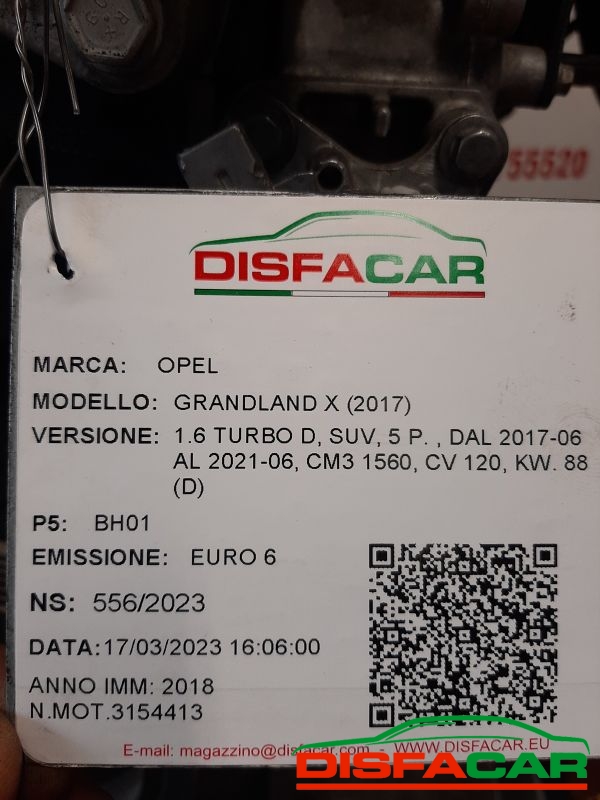 55520
DISFACAR
MARCA: OPEL
MODELLO: GRANDLAND X (2017)
VERSIONE: 1.6 TURBO D, SUV, 5 P. , DAL 2017-06
AL 2021-06, CM3 1560, CV 120, KW. 88
(D)
P5: BH01
EMISSIONE: EURO 6
NS: 556/2023
DATA:17/03/2023 16:06:00
ANNO IMM: 2018
N.MOT.3154413
E-mail: magazzino@disfacar.com - WWW.DISFACAR.EU
DISFACAR